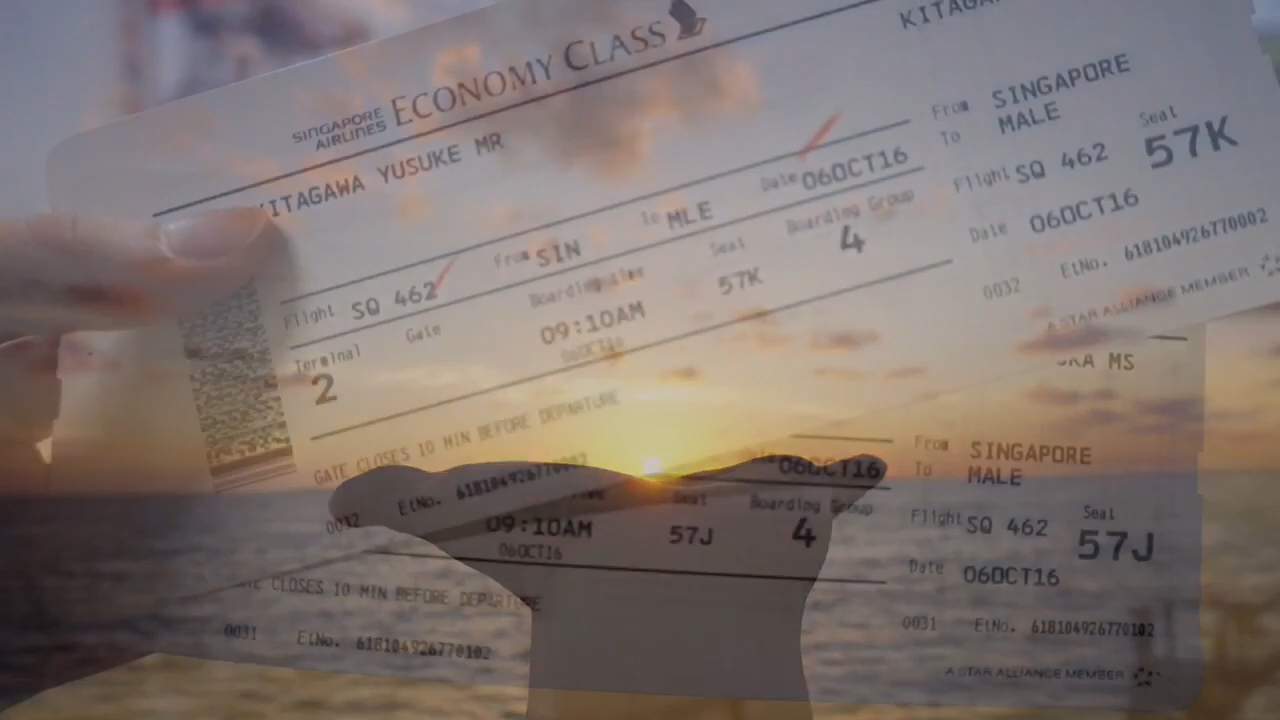 SINGAPORE AIRLINES ECONOMY CLASS
KITAGAWA YUSUKE MR
Flight SQ 462 From SIN To MLE Date 06OCT16
Terminal 2 Gate Boarding time 09:10AM Seat 57K Boarding Group 4
06OCT16
GATE CLOSES 10 MIN BEFORE DEPARTURE
0032 EtNo. 618104926770002
From SINGAPORE
To MALE
Flight SQ 462 Seat 57K
Date 06OCT16
0032 EtNo. 618104926770002
A STAR ALLIANCE MEMBER
MS
06OCT16
09:10AM Seat 57J Boarding Group 4
06OCT16
CLOSES 10 MIN BEFORE DEPARTURE
0031 EtNo. 618104926770102
From SINGAPORE
To MALE
Flight SQ 462 Seat 57J
Date 06OCT16
0031 EtNo. 618104926770102
A STAR ALLIANCE MEMBER